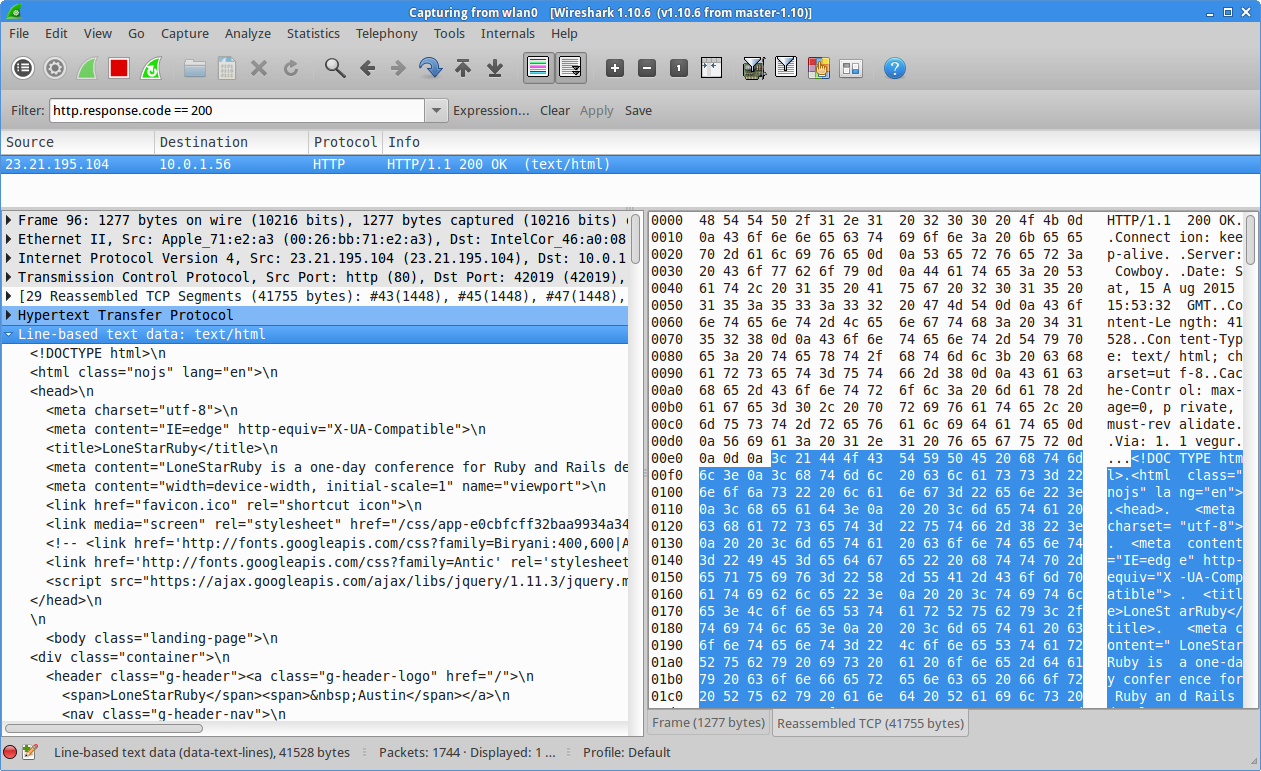 Capturing from wlan0    [Wireshark 1.10.6  (v1.10.6 from master-1.10)]
File Edit View Go Capture Analyze Statistics Telephony Tools Internals Help
Filter: http.response.code == 200 Expression... Clear Apply Save
Source Destination Protocol Info
23.21.195.104 10.0.1.56 HTTP HTTP/1.1 200 OK  (text/html)
Frame 96: 1277 bytes on wire (10216 bits), 1277 bytes captured (10216 bits)
Ethernet II, Src: Apple_71:e2:a3 (00:26:bb:71:e2:a3), Dst: IntelCor_46:a0:08
Internet Protocol Version 4, Src: 23.21.195.104 (23.21.195.104), Dst: 10.0.1
Transmission Control Protocol, Src Port: http (80), Dst Port: 42019 (42019),
[29 Reassembled TCP Segments (41755 bytes): #43(1448), #45(1448), #47(1448),
Hypertext Transfer Protocol
Line-based text data: text/html
<!DOCTYPE html>\n
<html class="nojs" lang="en">\n
<head>\n
<meta charset="utf-8">\n
<meta content="IE=edge" http-equiv="X-UA-Compatible">\n
<title>LoneStarRuby</title>\n
<meta content="LoneStarRuby is a one-day conference for Ruby and Rails de
<meta content="width=device-width, initial-scale=1" name="viewport">\n
<link href="favicon.ico" rel="shortcut icon">\n
<link media="screen" rel="stylesheet" href="/css/app-e0cbfcff32baa9934a34
<!-- <link href='http://fonts.googleapis.com/css?family=Biryani:400,600|A
<link href='http://fonts.googleapis.com/css?family=Antic' rel='stylesheet
<script src="https://ajax.googleapis.com/ajax/libs/jquery/1.11.3/jquery.m
</head>\n
\n
<body class="landing-page">\n
<div class="container">\n
<header class="g-header"><a class="g-header-logo" href="/">\n
<span>LoneStarRuby</span><span>&nbsp;Austin</span></a>\n
<nav class="g-header-nav">\n
0000  48 54 54 50 2f 31 2e 31  20 32 30 30 20 4f 4b 0d  HTTP/1.1  200 OK.
0010  0a 43 6f 6e 6e 65 63 74  69 6f 6e 3a 20 6b 65 65  .Connect ion: kee
0020  70 2d 61 6c 69 76 65 0d  0a 53 65 72 76 65 72 3a  p-alive. .Server:
0030  20 43 6f 77 62 6f 79 0d  0a 44 61 74 65 3a 20 53   Cowboy. .Date: S
0040  61 74 2c 20 31 35 20 41  75 67 20 32 30 31 35 20  at, 15 A ug 2015
0050  31 35 3a 35 33 3a 33 32  20 47 4d 54 0d 0a 43 6f  15:53:32  GMT..Co
0060  6e 74 65 6e 74 2d 4c 65  6e 67 74 68 3a 20 34 31  ntent-Le ngth: 41
0070  35 32 38 0d 0a 43 6f 6e  74 65 6e 74 2d 54 79 70  528..Con tent-Typ
0080  65 3a 20 74 65 78 74 2f  68 74 6d 6c 3b 20 63 68  e: text/ html; ch
0090  61 72 73 65 74 3d 75 74  66 2d 38 0d 0a 43 61 63  arset=ut f-8..Cac
00a0  68 65 2d 43 6f 6e 74 72  6f 6c 3a 20 6d 61 78 2d  he-Contr ol: max-
00b0  61 67 65 3d 30 2c 20 70  72 69 76 61 74 65 2c 20  age=0, p rivate,
00c0  6d 75 73 74 2d 72 65 76  61 6c 69 64 61 74 65 0d  must-rev alidate.
00d0  0a 56 69 61 3a 20 31 2e  31 20 76 65 67 75 72 0d  .Via: 1. 1 vegur.
00e0  0a 0d 0a 3c 21 44 4f 43  54 59 50 45 20 68 74 6d  ...<!DOC TYPE htm
00f0  6c 3e 0a 3c 68 74 6d 6c  20 63 6c 61 73 73 3d 22  l>.<html  class="
0100  6e 6f 6a 73 22 20 6c 61  6e 67 3d 22 65 6e 22 3e  nojs" la ng="en">
0110  0a 3c 68 65 61 64 3e 0a  20 20 3c 6d 65 74 61 20  .<head>.   <meta
0120  63 68 61 72 73 65 74 3d  22 75 74 66 2d 38 22 3e  charset= "utf-8">
0130  0a 20 20 3c 6d 65 74 61  20 63 6f 6e 74 65 6e 74  .  <meta  content
0140  3d 22 49 45 3d 65 64 67  65 22 20 68 74 74 70 2d  ="IE=edg e" http-
0150  65 71 75 69 76 3d 22 58  2d 55 41 2d 43 6f 6d 70  equiv="X -UA-Comp
0160  61 74 69 62 6c 65 22 3e  0a 20 20 3c 74 69 74 6c  atible"> .  <titl
0170  65 3e 4c 6f 6e 65 53 74  61 72 52 75 62 79 3c 2f  e>LoneSt arRuby</
0180  74 69 74 6c 65 3e 0a 20  20 3c 6d 65 74 61 20 63  title>.   <meta c
0190  6f 6e 74 65 6e 74 3d 22  4c 6f 6e 65 53 74 61 72  ontent=" LoneStar
01a0  52 75 62 79 20 69 73 20  61 20 6f 6e 65 2d 64 61  Ruby is  a one-da
01b0  79 20 63 6f 6e 66 65 72  65 6e 63 65 20 66 6f 72  y confer ence for
01c0  20 52 75 62 79 20 61 6e  64 20 52 61 69 6c 73 20   Ruby an d Rails
Frame (1277 bytes) Reassembled TCP (41755 bytes)
Line-based text data (data-text-lines), 41528 bytes Packets: 1744 · Displayed: 1 ... Profile: Default